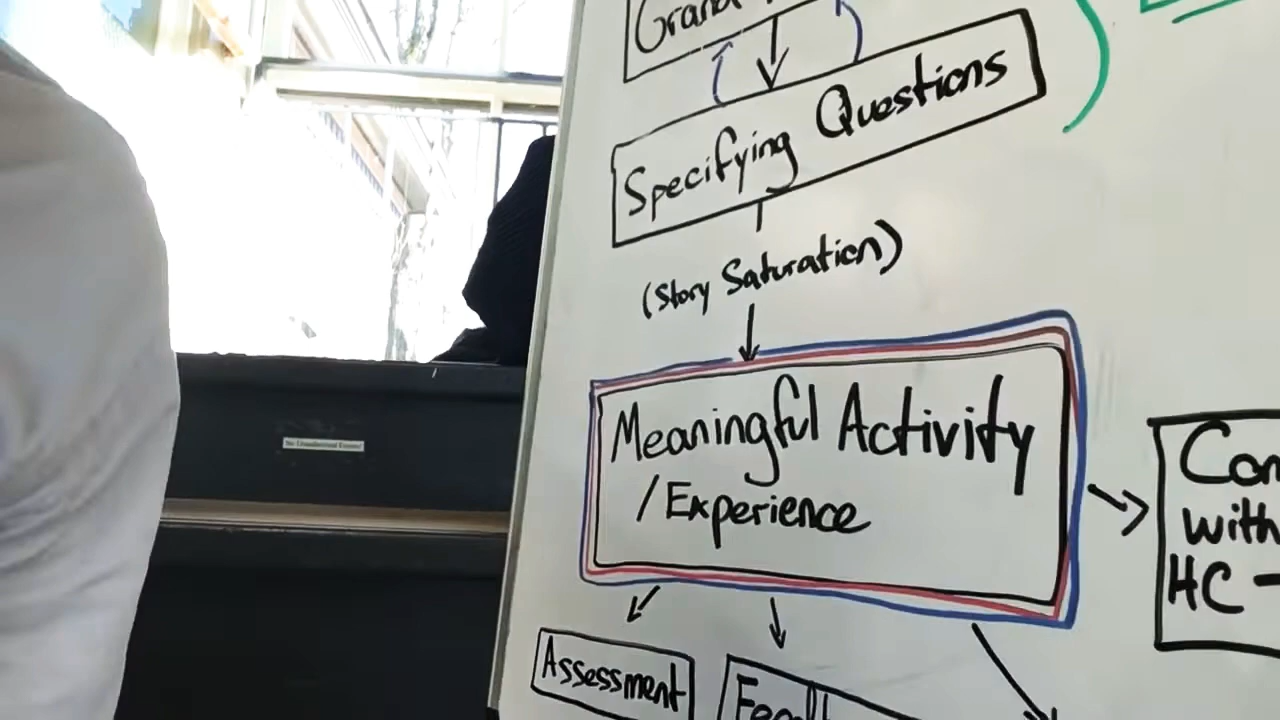 Specifying Questions
(Story Saturation)
Meaningful Activity
/Experience
with
HC -
Assessment